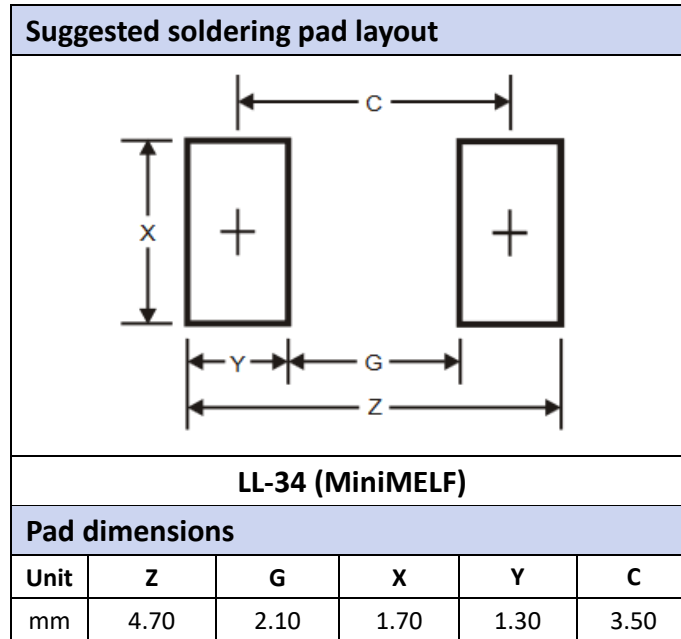 Suggested soldering pad layout
C
X
Y
G
Z
LL-34 (MiniMELF)
Pad dimensions
Unit Z G X Y C
mm 4.70 2.10 1.70 1.30 3.50